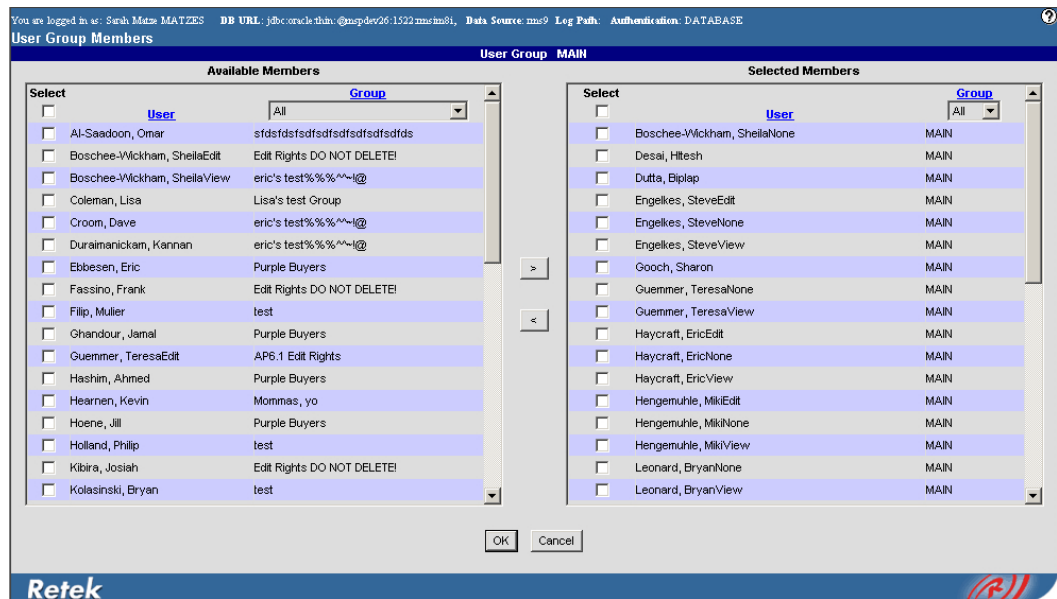 You are logged in as: Sarah Matze MATZES DB URL: jdbc:oracle:thin:@mspdev26:1522:rmsim8i, Data Source: rms9 Log Path: Authentication: DATABASE
?
User Group Members
User Group MAIN
Available Members
Selected Members
Select User Group
All
Al-Saadoon, Omar sfdsfdsfsdfsdfsdfsdfsdfsdfds
Boschee-Wickham, SheilaEdit Edit Rights DO NOT DELETE!
Boschee-Wickham, SheilaView eric's test%%%^^~!@
Coleman, Lisa Lisa's test Group
Croom, Dave eric's test%%%^^~!@
Duraimanickam, Kannan eric's test%%%^^~!@
Ebbesen, Eric Purple Buyers
Fassino, Frank Edit Rights DO NOT DELETE!
Filip, Mulier test
Ghandour, Jamal Purple Buyers
Guemmer, TeresaEdit AP6.1 Edit Rights
Hashim, Ahmed Purple Buyers
Hearnen, Kevin Mommas, yo
Hoene, Jill Purple Buyers
Holland, Philip test
Kibira, Josiah Edit Rights DO NOT DELETE!
Kolasinski, Bryan test
>
<
Select User Group
All
Boschee-Wickham, SheilaNone MAIN
Desai, Hitesh MAIN
Dutta, Biplap MAIN
Engelkes, SteveEdit MAIN
Engelkes, SteveNone MAIN
Engelkes, SteveView MAIN
Gooch, Sharon MAIN
Guemmer, TeresaNone MAIN
Guemmer, TeresaView MAIN
Haycraft, EricEdit MAIN
Haycraft, EricNone MAIN
Haycraft, EricView MAIN
Hengemuhle, MikiEdit MAIN
Hengemuhle, MikiNone MAIN
Hengemuhle, MikiView MAIN
Leonard, BryanNone MAIN
Leonard, BryanView MAIN
OK Cancel
Retek